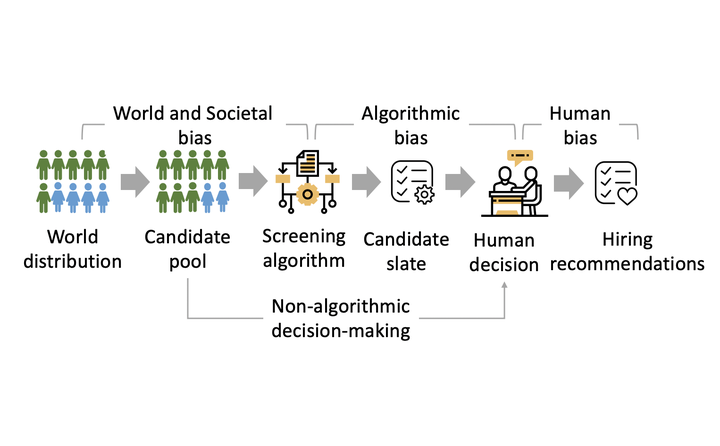 World and Societal
bias
Algorithmic
bias
Human
bias
World
distribution
Candidate
pool
Screening
algorithm
Candidate
slate
Human
decision
Hiring
recommendations
Non-algorithmic
decision-making